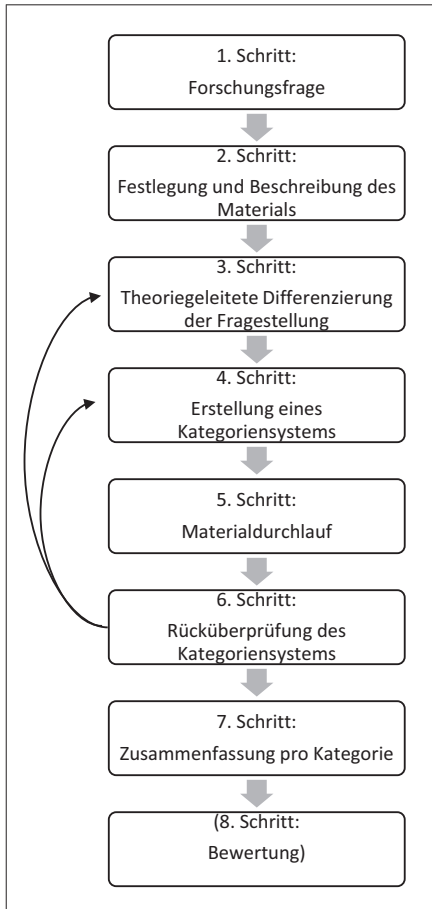 1. Schritt:
Forschungsfrage
2. Schritt:
Festlegung und Beschreibung des
Materials
3. Schritt:
Theoriegeleitete Differenzierung
der Fragestellung
4. Schritt:
Erstellung eines
Kategoriensystems
5. Schritt:
Materialdurchlauf
6. Schritt:
Rücküberprüfung des
Kategoriensystems
7. Schritt:
Zusammenfassung pro Kategorie
(8. Schritt:
Bewertung)